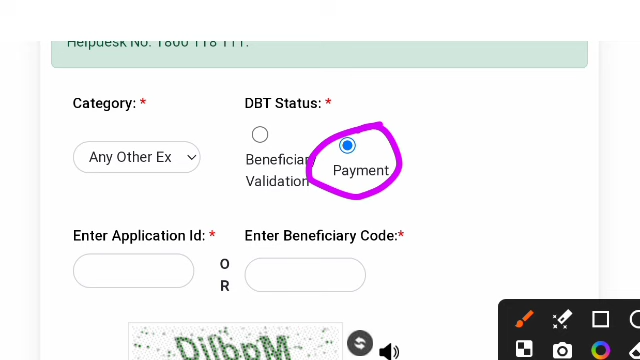 Helpdesk No. 1800 118 111.
Category: *
DBT Status: *
Any Other Ex
Beneficiary
Validation
Payment
Enter Application Id: *
O
R
Enter Beneficiary Code:*